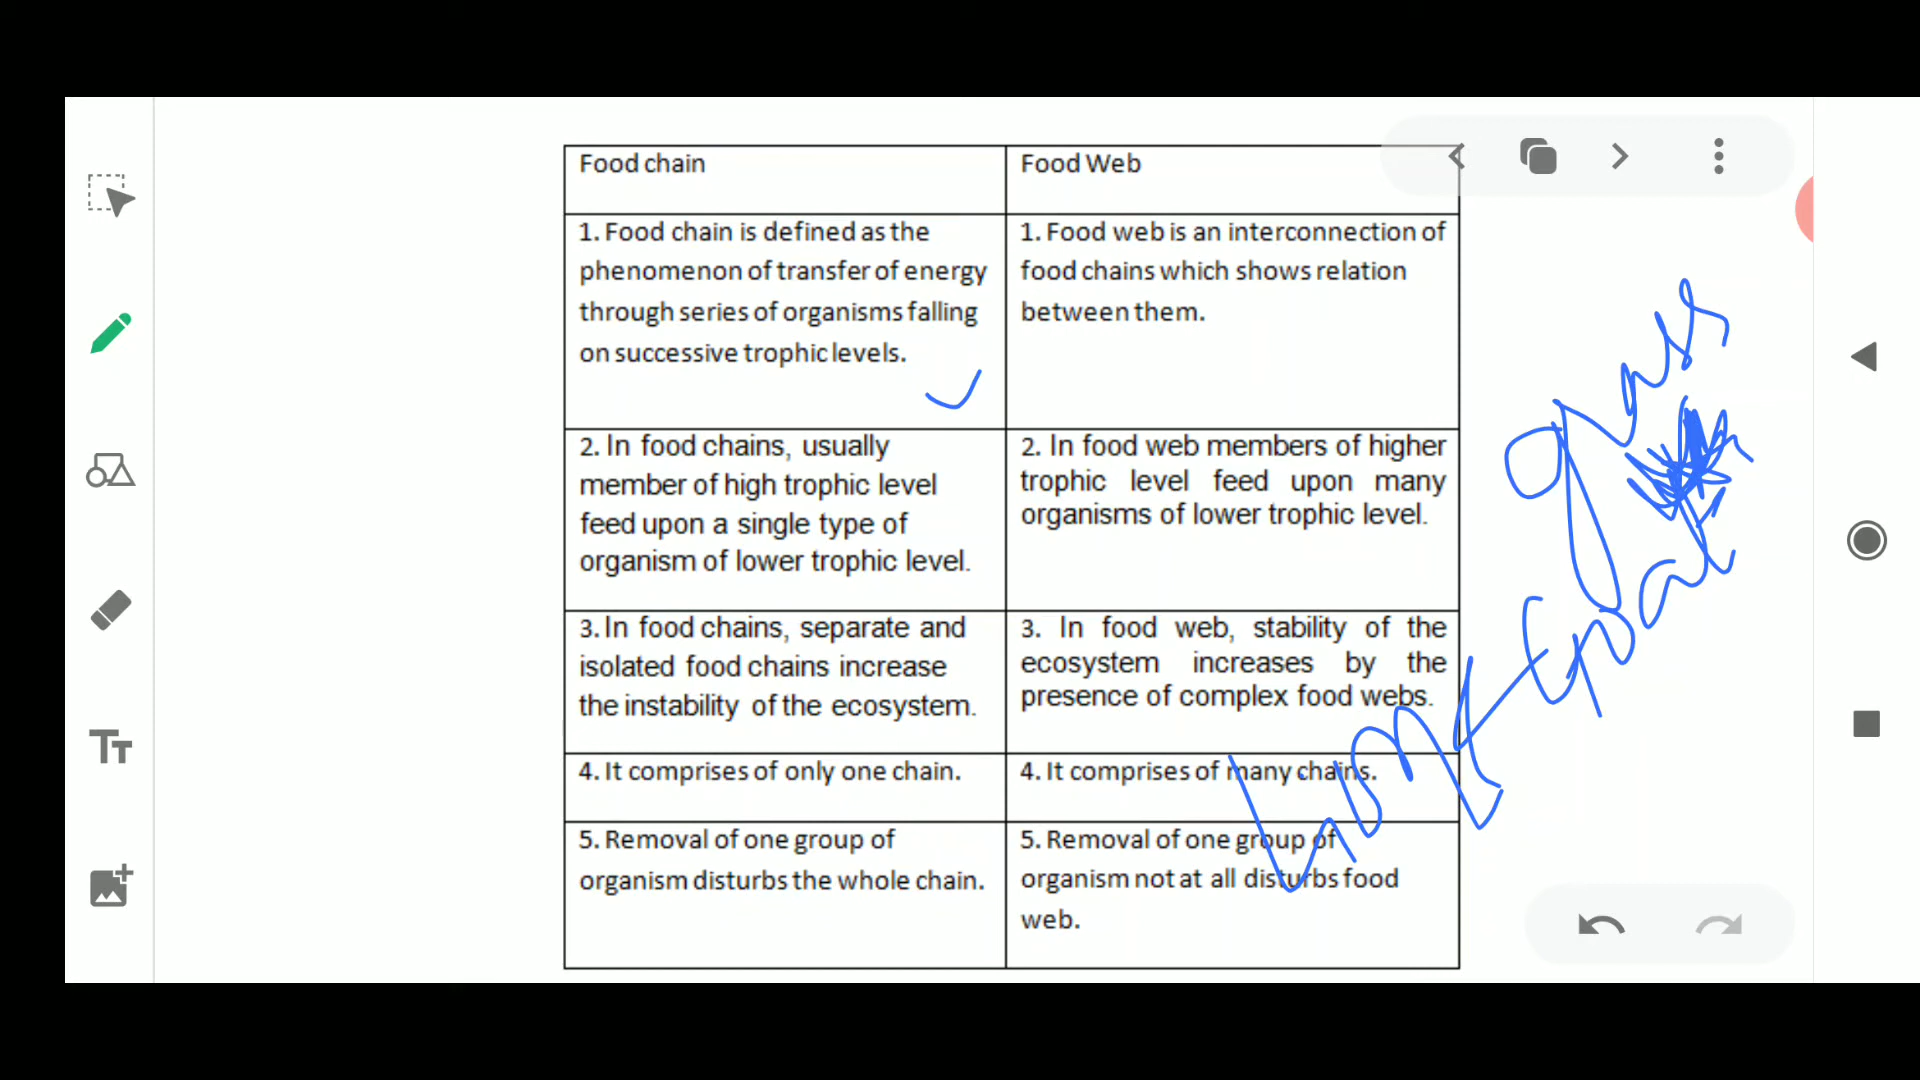 Food chain
Food Web
1. Food chain is defined as the
phenomenon of transfer of energy
through series of organisms falling
on successive trophic levels.
1. Food web is an interconnection of
food chains which shows relation
between them.
2. In food chains, usually
member of high trophic level
feed upon a single type of
organism of lower trophic level.
2. In food web members of higher
trophic level feed upon many
organisms of lower trophic level.
3. In food chains, separate and
isolated food chains increase
the instability of the ecosystem.
3. In food web, stability of the
ecosystem increases by the
presence of complex food webs.
4. It comprises of only one chain.
4. It comprises of many chains.
5. Removal of one group of
organism disturbs the whole chain.
5. Removal of one group of
organism not at all disturbs food
web.
Tт